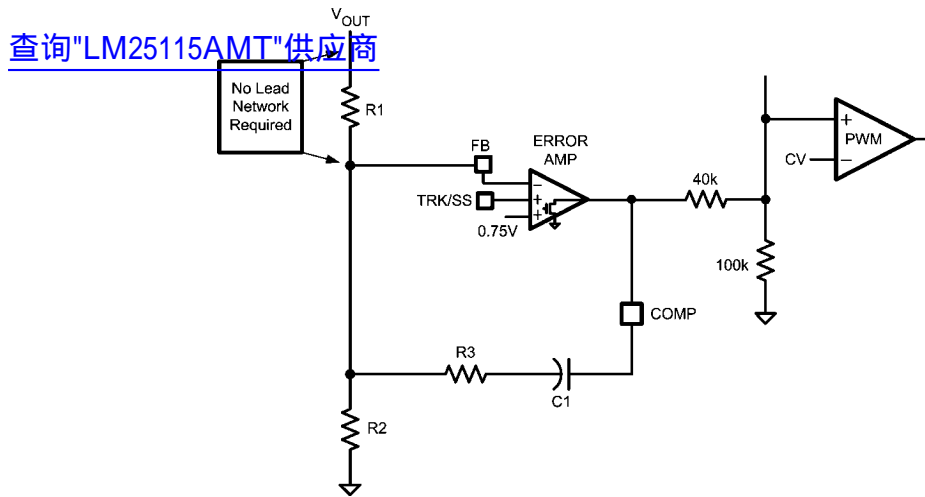 VOUT
查询"LM25115AMT"供应商
No Lead
Network
Required
R1
FB
ERROR
AMP
TRK/SS
0.75V
40k
PWM
CV
100k
COMP
R3
C1
R2